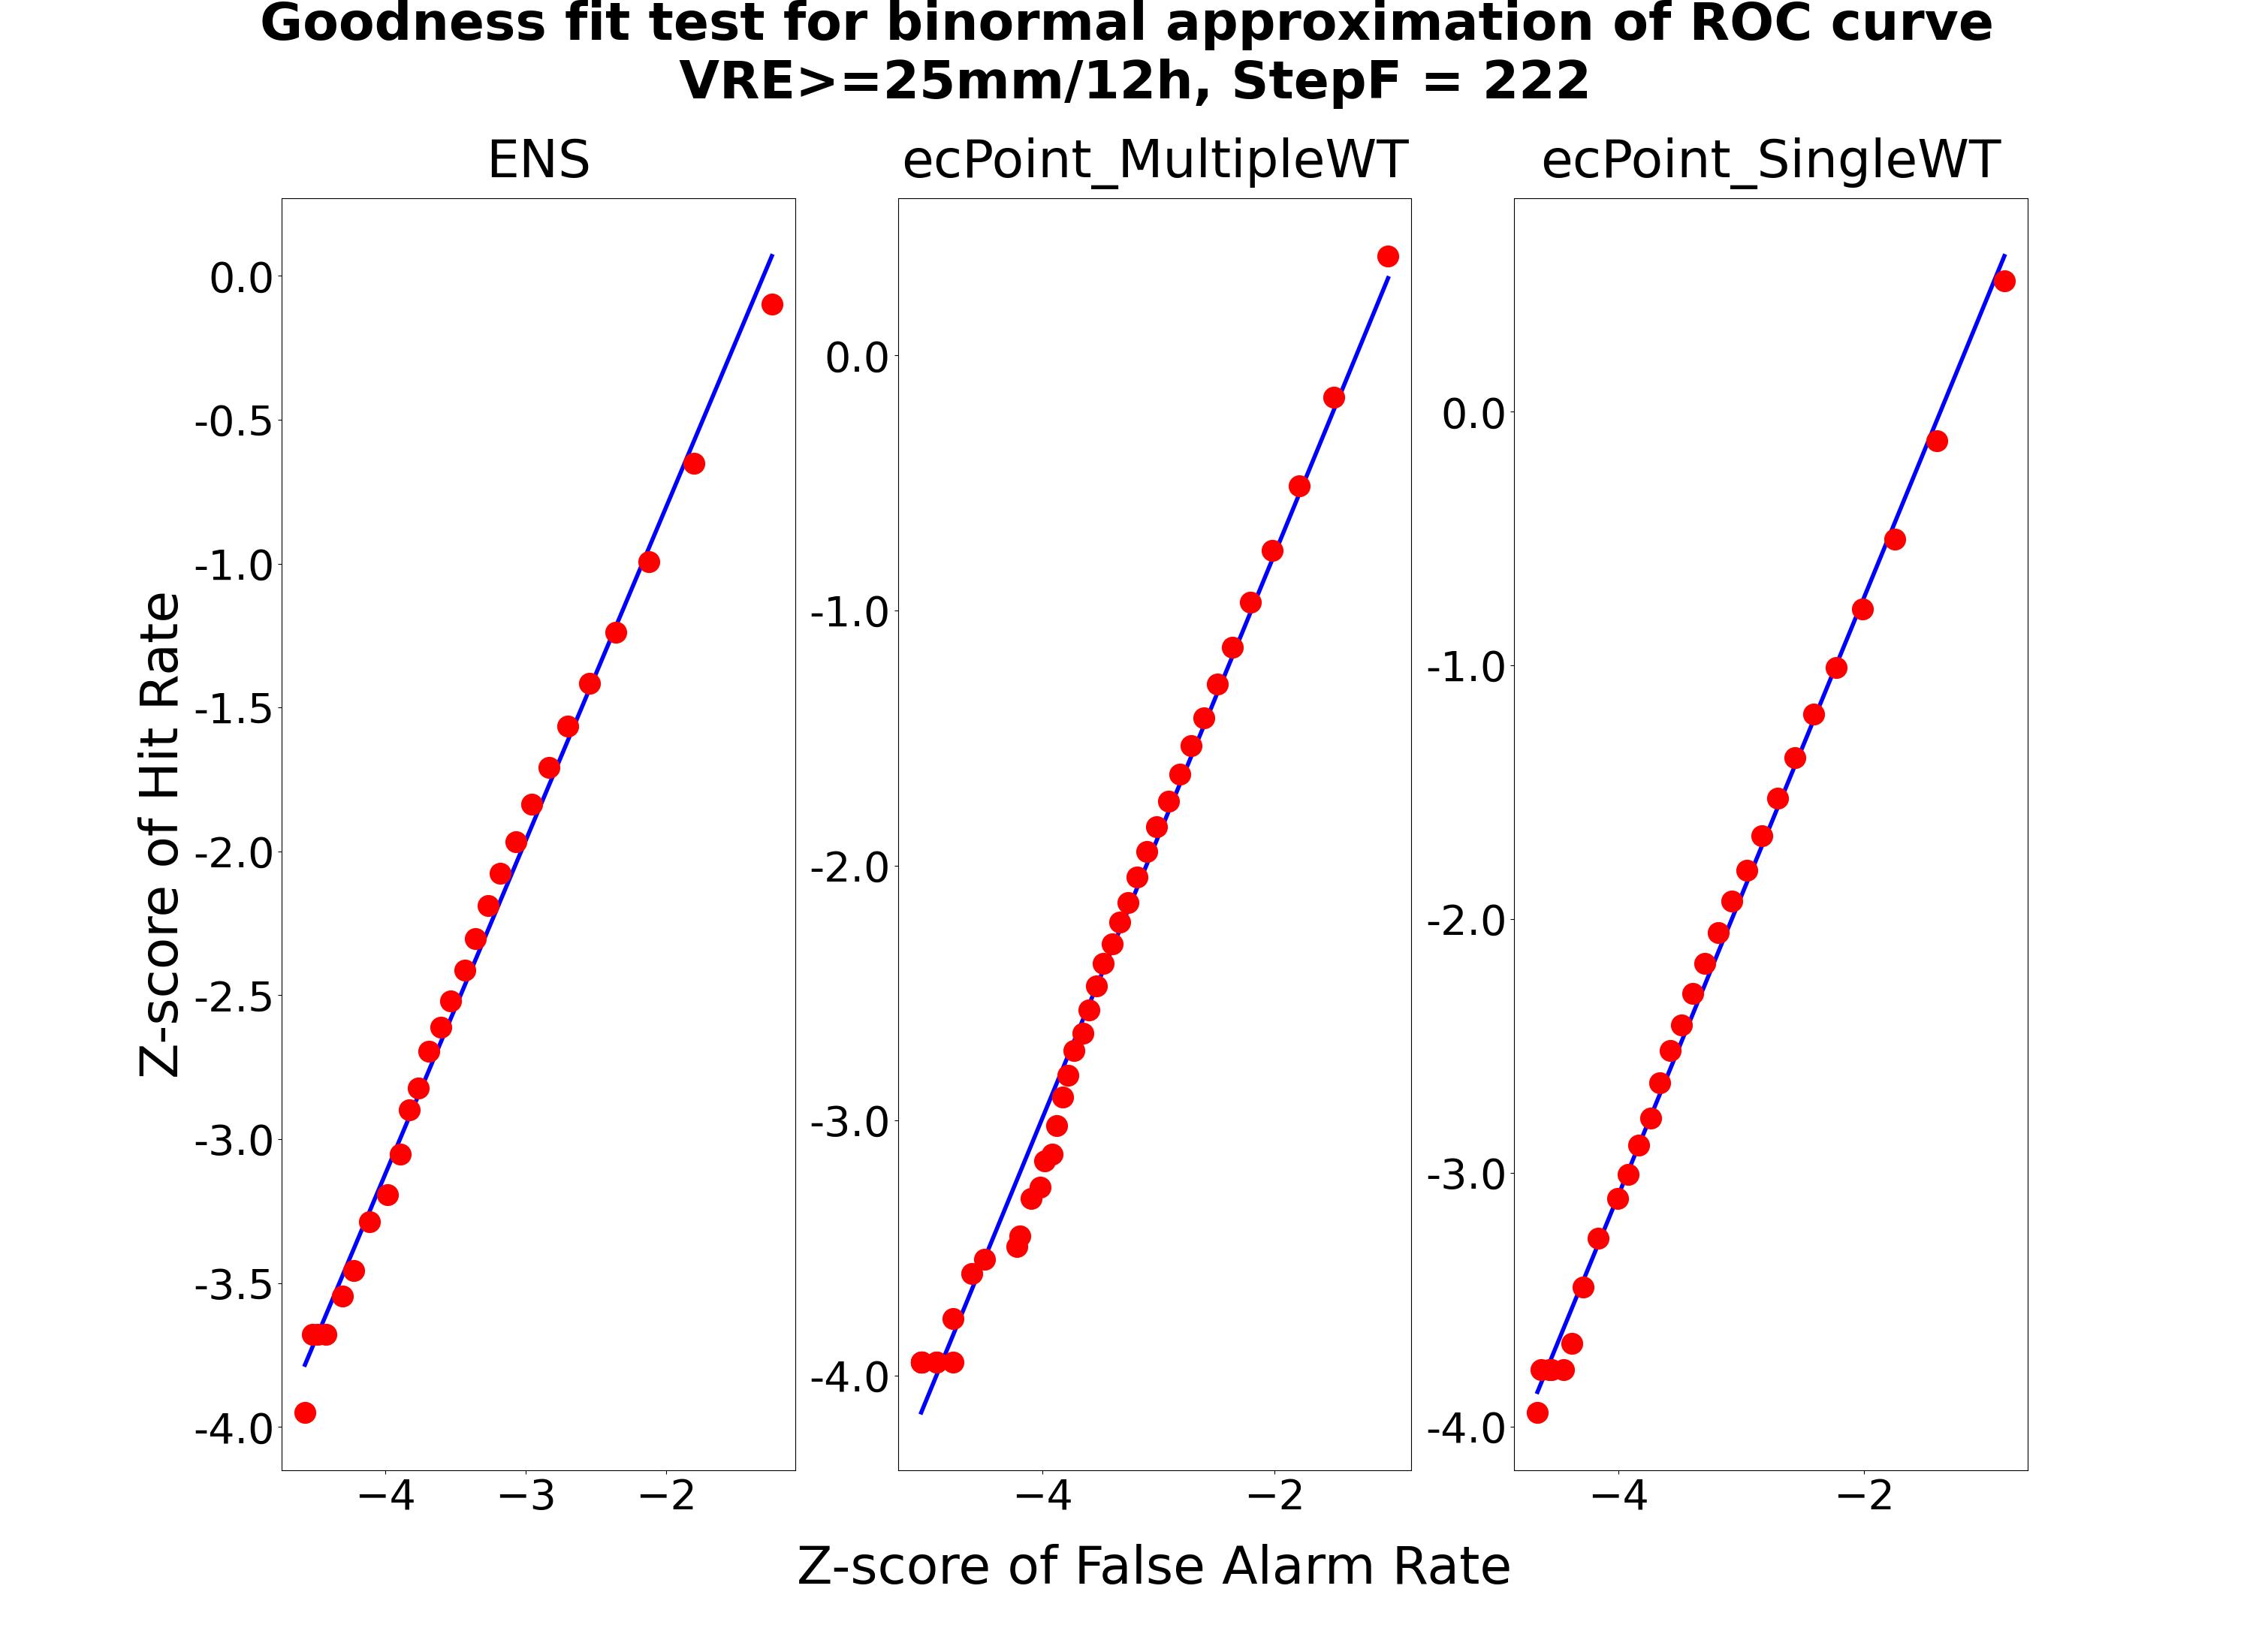 Goodness fit test for binormal approximation of ROC curve
VRE>=25mm/12h, StepF = 222
ENS
ecPoint_MultipleWT
ecPoint_SingleWT
Z-score of Hit Rate
0.0
-0.5
-1.0
-1.5
-2.0
-2.5
-3.0
-3.5
-4.0
−4 −3 −2
0.0
-1.0
-2.0
-3.0
-4.0
−4 −2
0.0
-1.0
-2.0
-3.0
-4.0
−4 −2
Z-score of False Alarm Rate